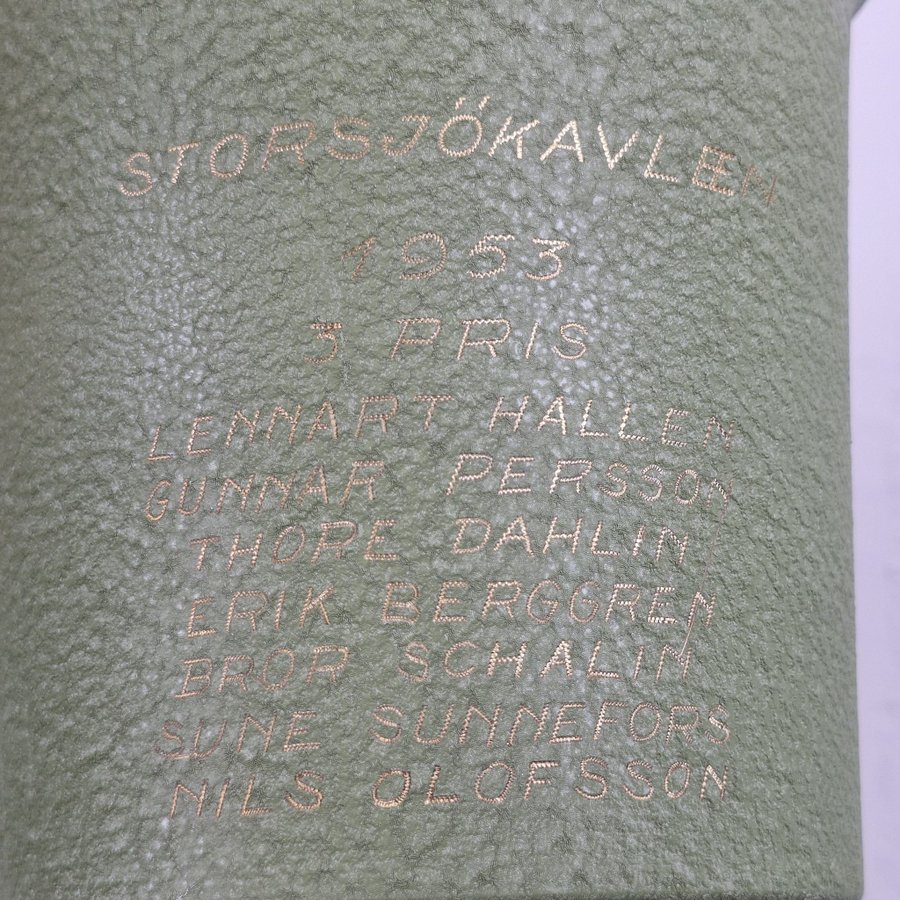 STORSJÖKAVLEN
1953
3 PRIS
LENNART HALLEN
GUNNAR PERSSON
THORE DAHLIN
ERIK BERGGREN
BROR SCHALIN
SUNE SUNNEFORS
NILS OLOFSSON